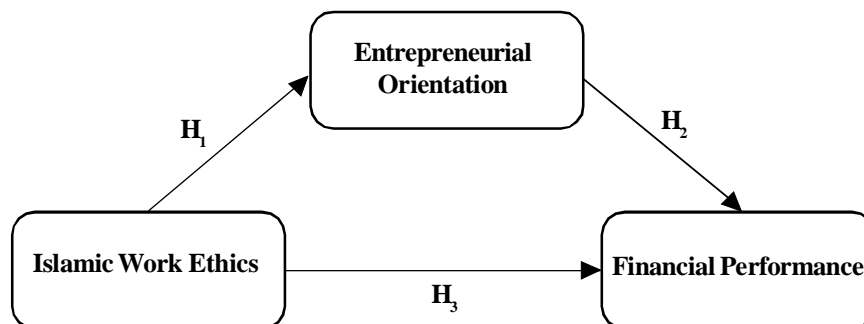 Entrepreneurial
Orientation
H₁
H₂
Islamic Work Ethics
Financial Performance
H₃